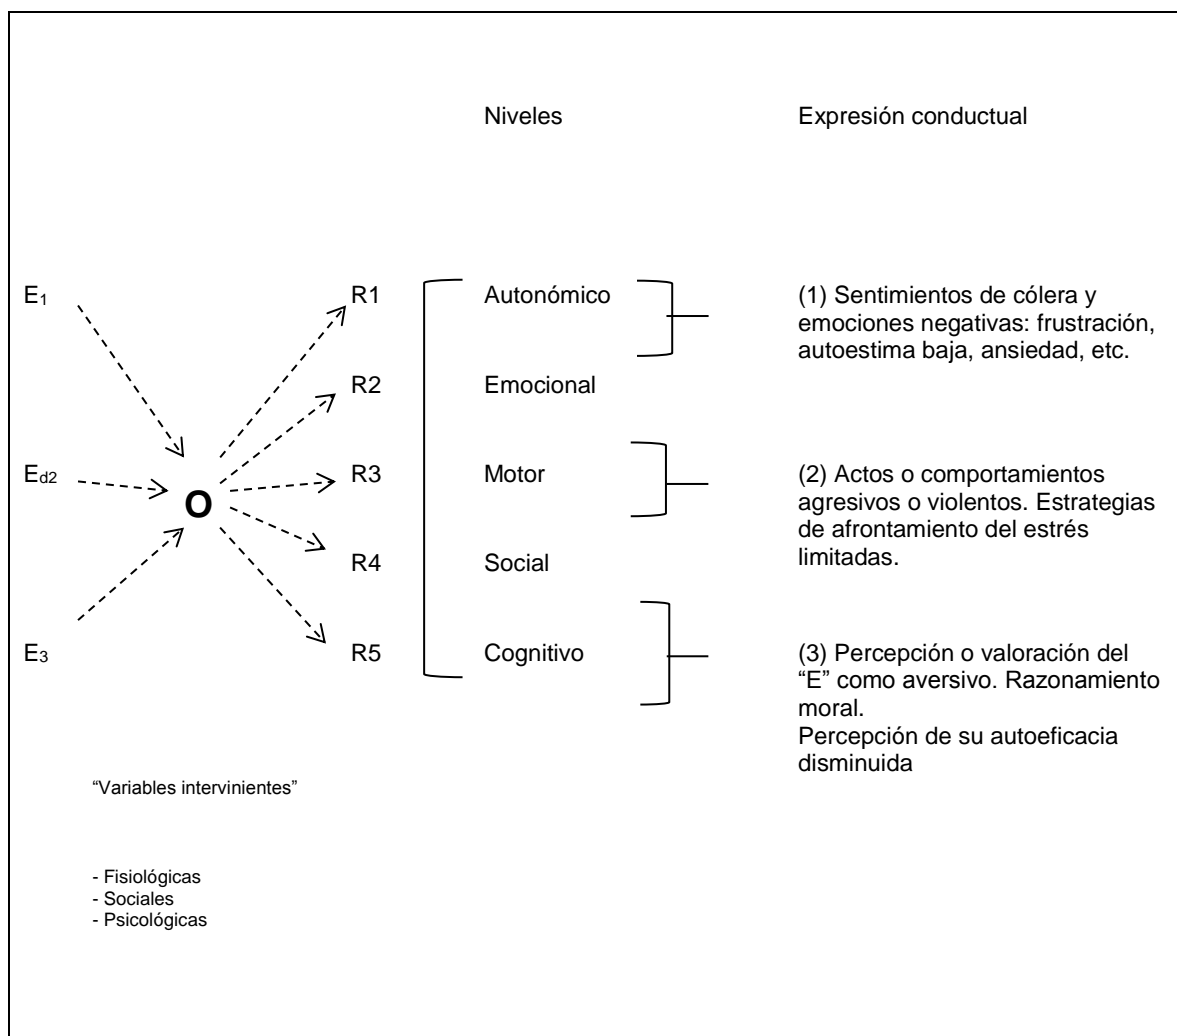 Niveles Expresión conductual
E1 R1 Autonómico (1) Sentimientos de cólera y
emociones negativas: frustración,
autoestima baja, ansiedad, etc.
R2 Emocional
Ed2 R3 Motor (2) Actos o comportamientos
agresivos o violentos. Estrategias
O
de afrontamiento del estrés
limitadas.
R4 Social
E3 R5 Cognitivo (3) Percepción o valoración del
“E” como aversivo. Razonamiento
moral.
Percepción de su autoeficacia
disminuida
“Variables intervinientes”
- Fisiológicas
- Sociales
- Psicológicas